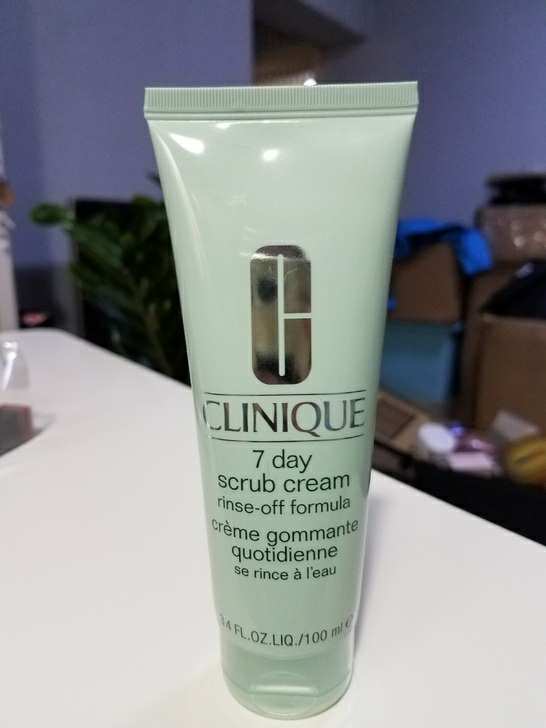 CLINIQUE
7 day
scrub cream
rinse-off formula
crème gommante
quotidienne
se rince à l'eau
3.4 FL.OZ.LIQ./100 ml ℮